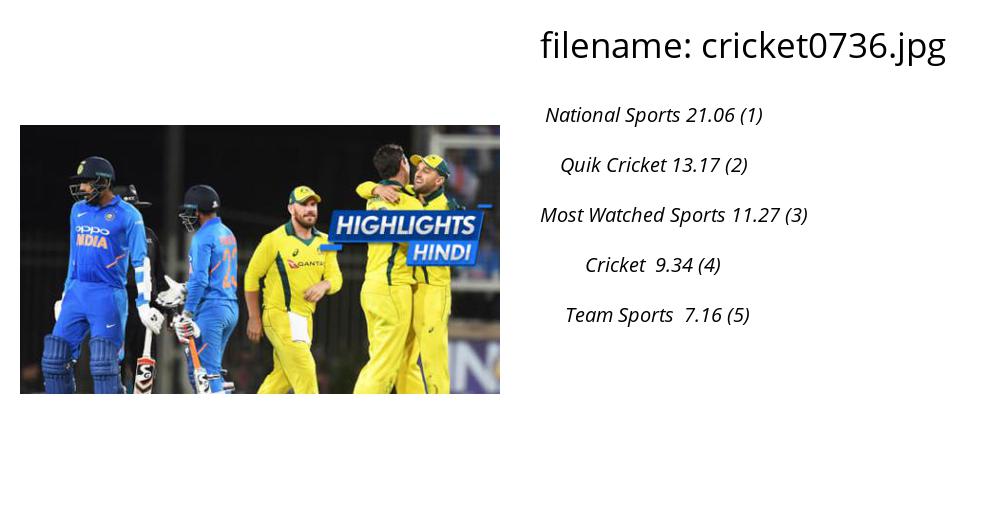 filename: cricket0736.jpg
National Sports 21.06 (1)
Quik Cricket 13.17 (2)
Most Watched Sports 11.27 (3)
Cricket  9.34 (4)
Team Sports  7.16 (5)
oppo
INDIA
QANTAS
HIGHLIGHTS
HINDI